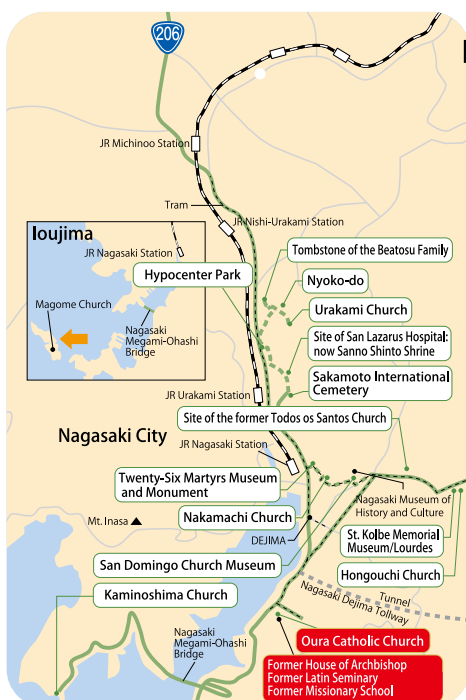 206
JR Michinoo Station
Tram
JR Nishi-Urakami Station
Ioujima
JR Nagasaki Station
Tombstone of the Beatosu Family
Hypocenter Park
Nyoko-do
Magome Church
Urakami Church
Nagasaki
Megami-Ohashi
Bridge
Site of San Lazarus Hospital:
now Sanno Shinto Shrine
Sakamoto International
Cemetery
JR Urakami Station
Site of the former Todos os Santos Church
Nagasaki City
JR Nagasaki Station
Twenty-Six Martyrs Museum
and Monument
Nagasaki Museum of
History and Culture
Nakamachi Church
Mt. Inasa
DEJIMA
St. Kolbe Memorial
Museum/Lourdes
San Domingo Church Museum
Hongouchi Church
Kaminoshima Church
Tunnel
Nagasaki Dejima Tollway
Nagasaki
Megami-Ohashi
Bridge
Oura Catholic Church
Former House of Archbishop
Former Latin Seminary
Former Missionary School